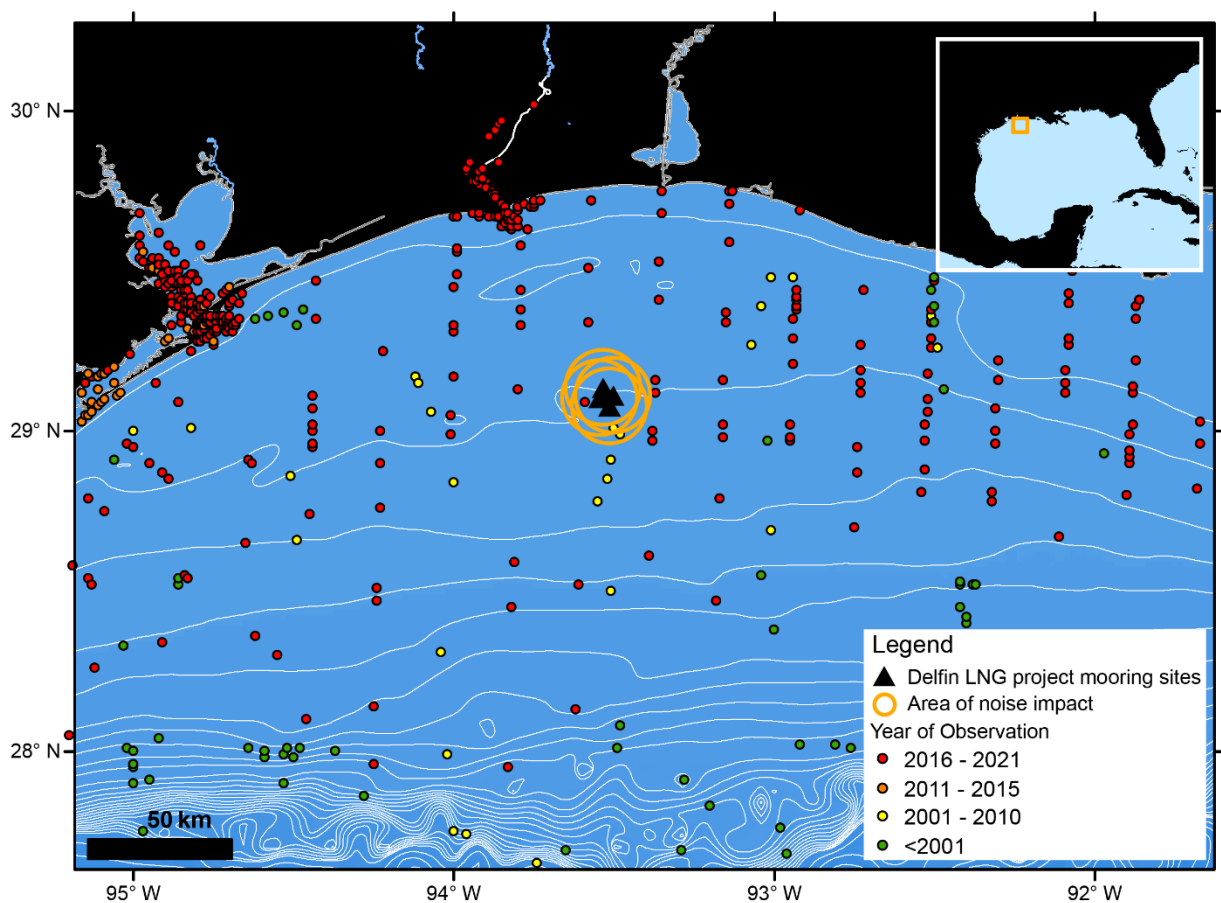 30° N
29° N
28° N
Legend
Delfin LNG project mooring sites
Area of noise impact
Year of Observation
2016 - 2021
2011 - 2015
2001 - 2010
<2001
50 km
95° W
94° W
93° W
92° W